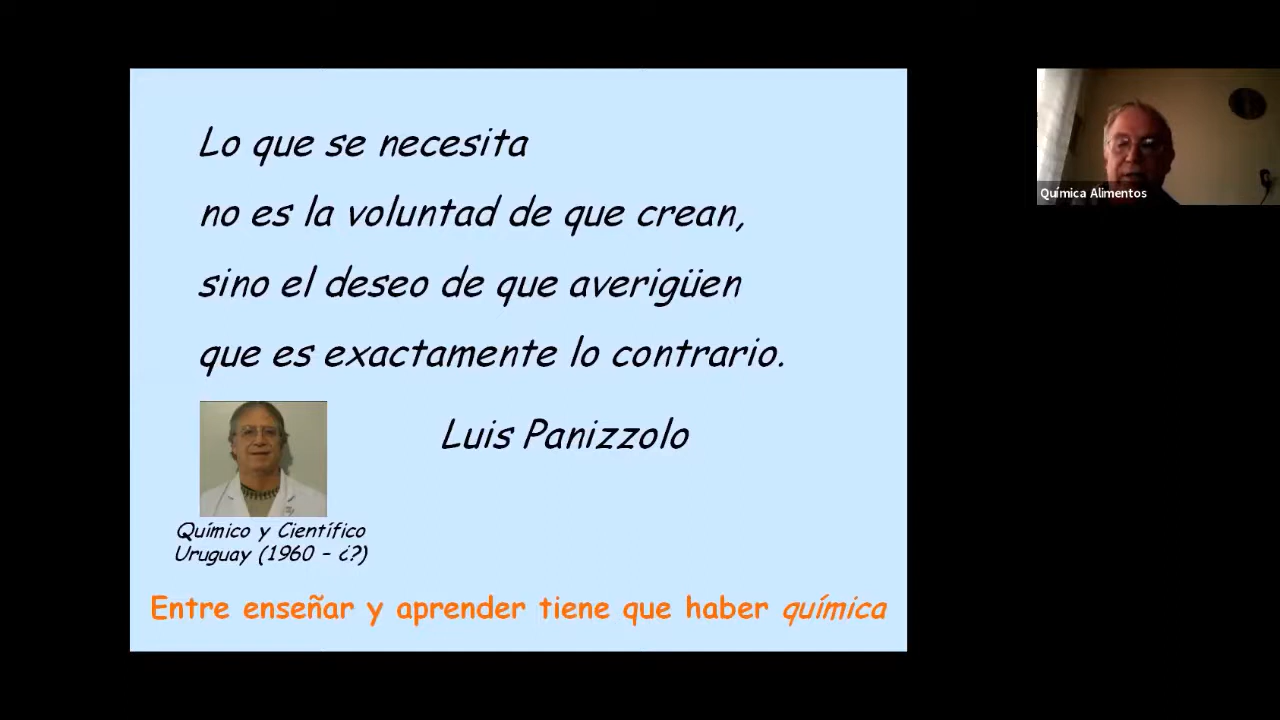 Lo que se necesita
no es la voluntad de que crean,
sino el deseo de que averigüen
que es exactamente lo contrario.
Luis Panizzolo
Químico y Científico
Uruguay (1960 - ¿?)
Entre enseñar y aprender tiene que haber química
Química Alimentos